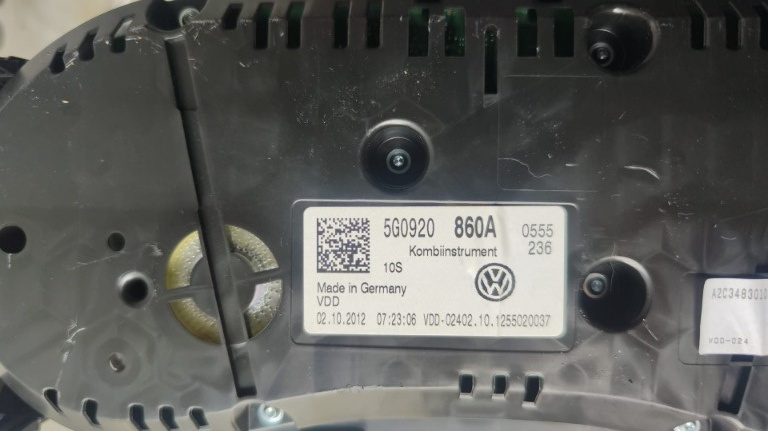 5G0920 860A 0555
Kombiinstrument 236
10S
Made in Germany
VDD
02.10.2012 07:23:06 VDD-02402.10.1255020037
A2C3483010
VDD-024